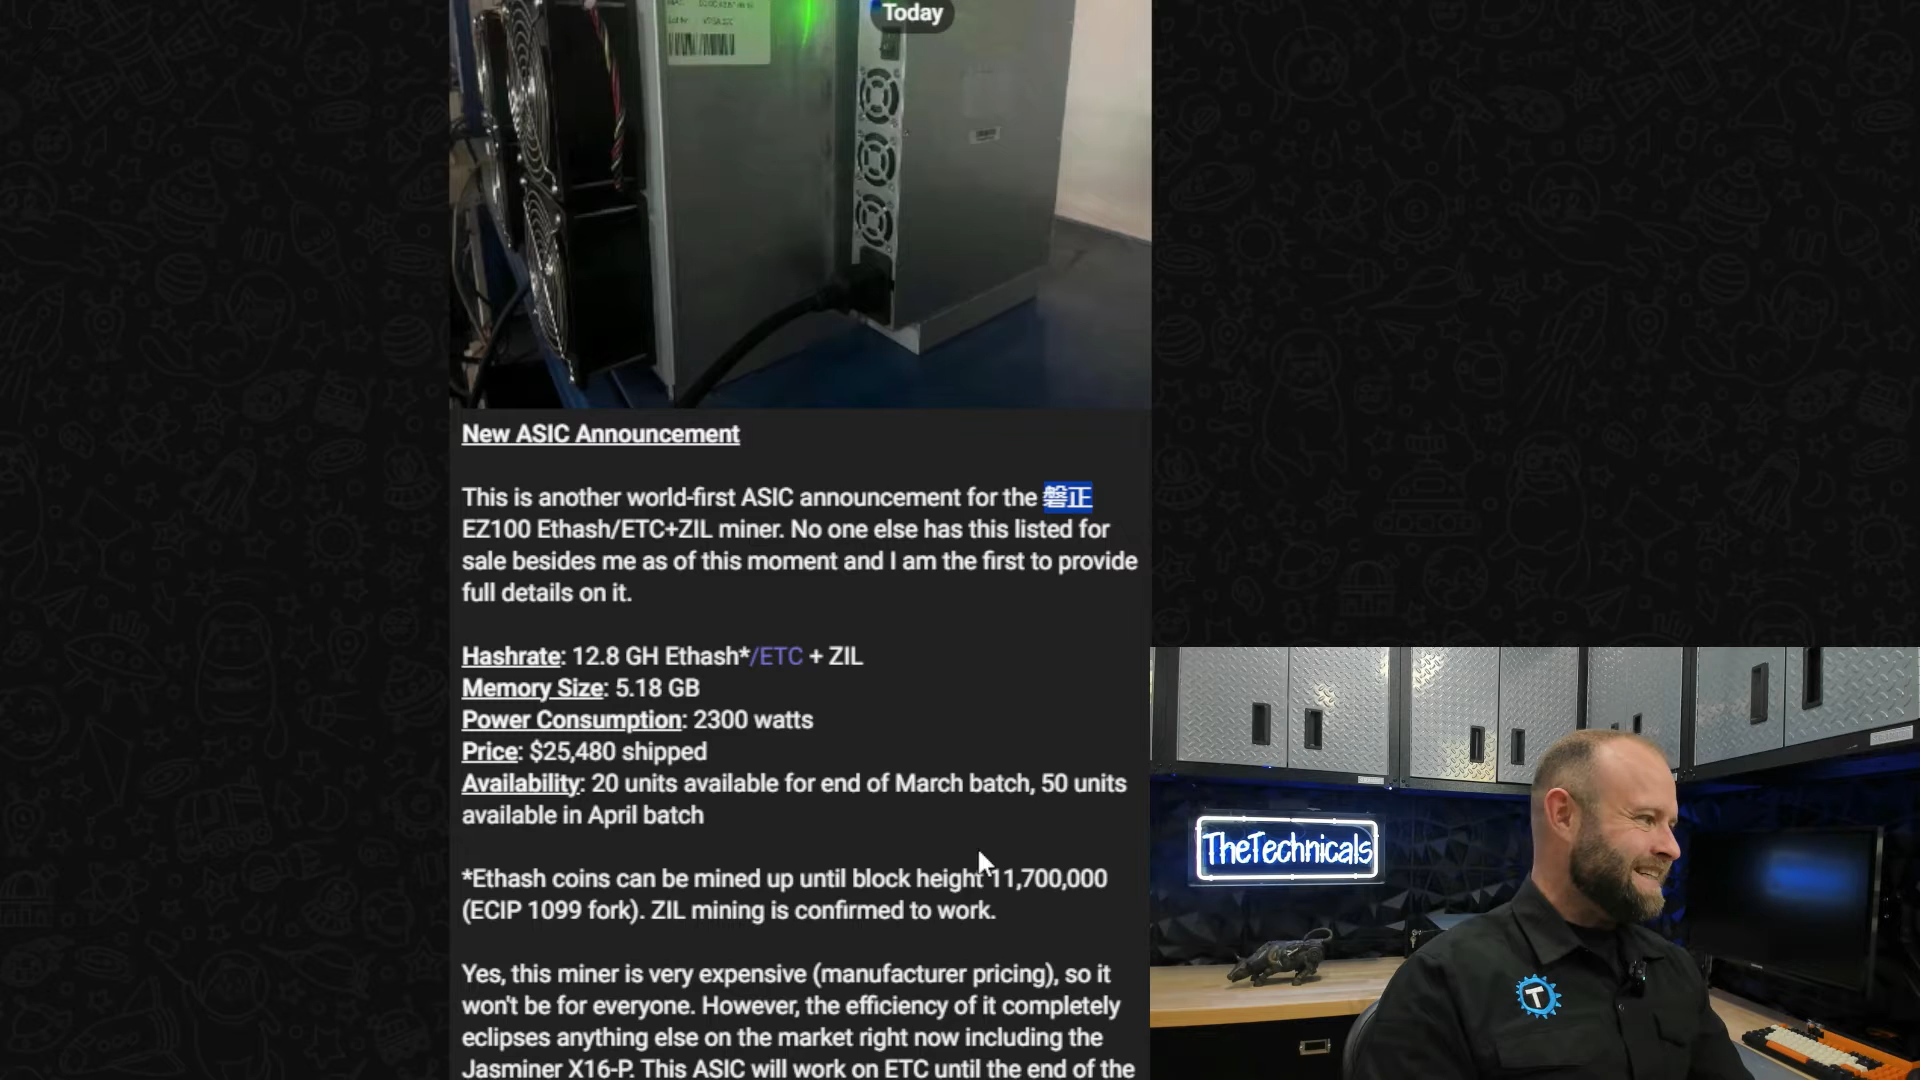 Today
New ASIC Announcement
This is another world-first ASIC announcement for the 磐正
EZ100 Ethash/ETC+ZIL miner. No one else has this listed for
sale besides me as of this moment and I am the first to provide
full details on it.
Hashrate: 12.8 GH Ethash*/ETC + ZIL
Memory Size: 5.18 GB
Power Consumption: 2300 watts
Price: $25,480 shipped
Availability: 20 units available for end of March batch, 50 units
available in April batch
*Ethash coins can be mined up until block height 11,700,000
(ECIP 1099 fork). ZIL mining is confirmed to work.
Yes, this miner is very expensive (manufacturer pricing), so it
won't be for everyone. However, the efficiency of it completely
eclipses anything else on the market right now including the
Jasminer X16-P. This ASIC will work on ETC until the end of the
TheTechnicals
T